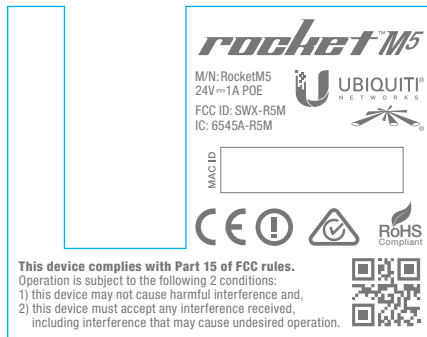 rocket™M5
M/N: RocketM5
24V⎓1A POE
FCC ID: SWX-R5M
IC: 6545A-R5M
UBIQUITI®
NETWORKS
MAC ID
CE
RoHS
Compliant
This device complies with Part 15 of FCC rules.
Operation is subject to the following 2 conditions:
1) this device may not cause harmful interference and,
2) this device must accept any interference received,
including interference that may cause undesired operation.